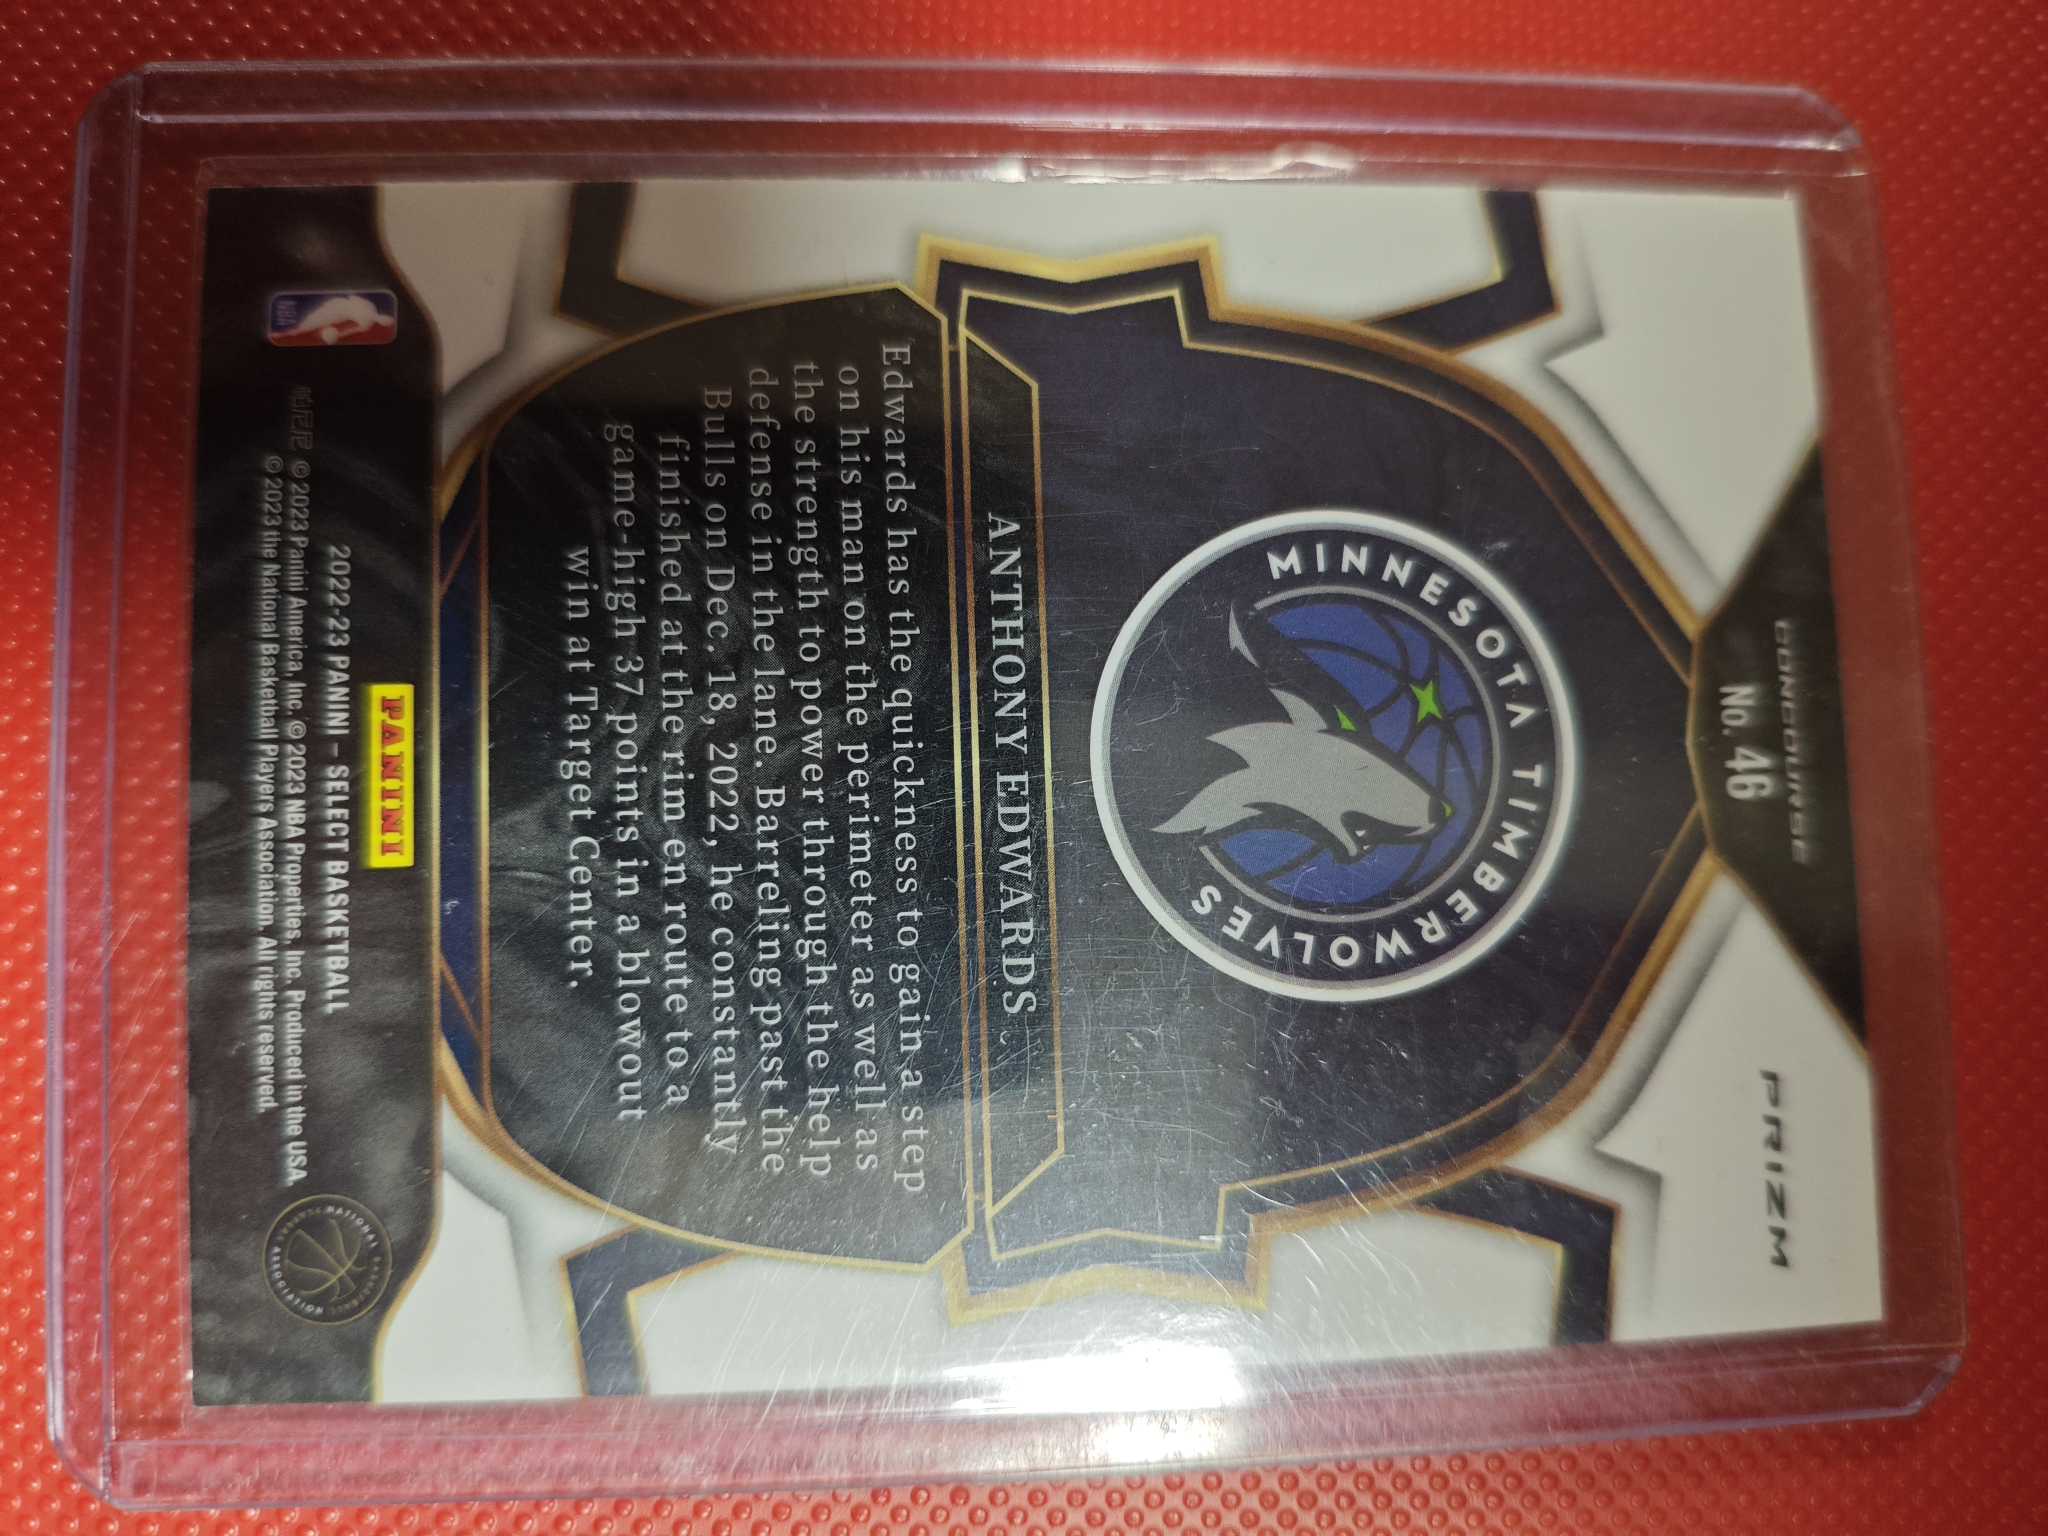 CONCOURSE
No. 46
PRIZM
MINNESOTA TIMBERWOLVES
ANTHONY EDWARDS
Edwards has the quickness to gain a step
on his man on the perimeter as well as
the strength to power through the help
defense in the lane. Barreling past the
Bulls on Dec. 18, 2022, he constantly
finished at the rim en route to a
game-high 37 points in a blowout
win at Target Center.
PANINI
2022-23 PANINI – SELECT BASKETBALL
© 2023 Panini America, Inc. © 2023 NBA Properties, Inc. Produced in the USA.
© 2023 the National Basketball Players Association. All rights reserved.
NBA